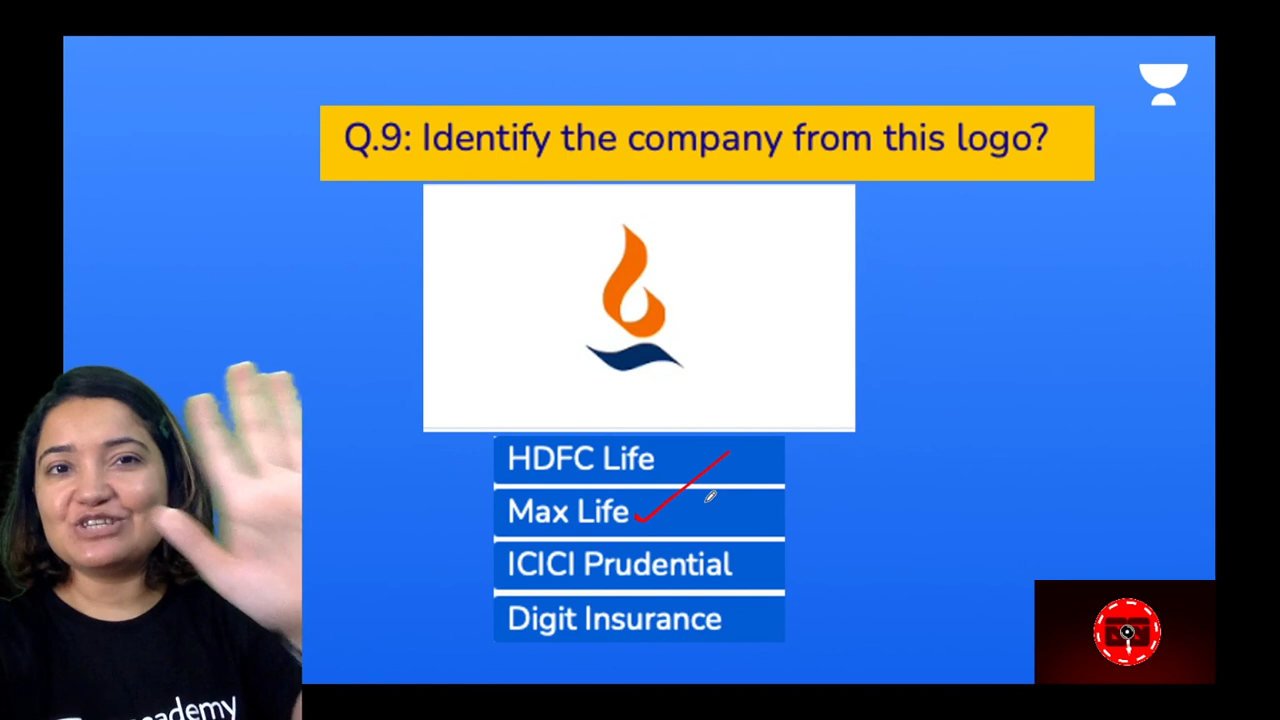 Q.9: Identify the company from this logo?
HDFC Life
Max Life
ICICI Prudential
Digit Insurance